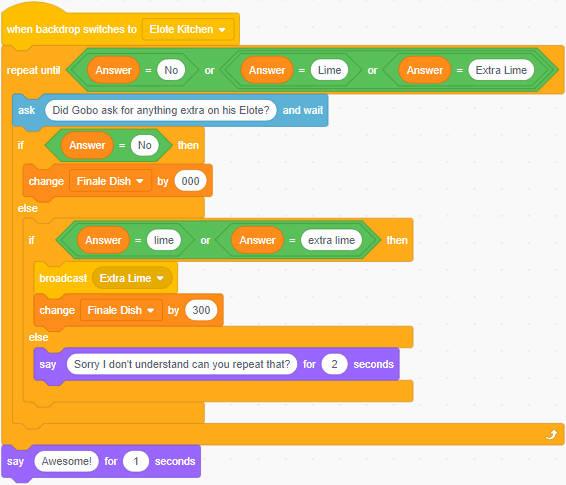 when backdrop switches to Elote Kitchen
repeat until Answer = No or Answer = Lime or Answer = Extra Lime
ask Did Gobo ask for anything extra on his Elote? and wait
if Answer = No then
change Finale Dish by 000
else
if Answer = lime or Answer = extra lime then
broadcast Extra Lime
change Finale Dish by 300
else
say Sorry I don't understand can you repeat that? for 2 seconds
say Awesome! for 1 seconds